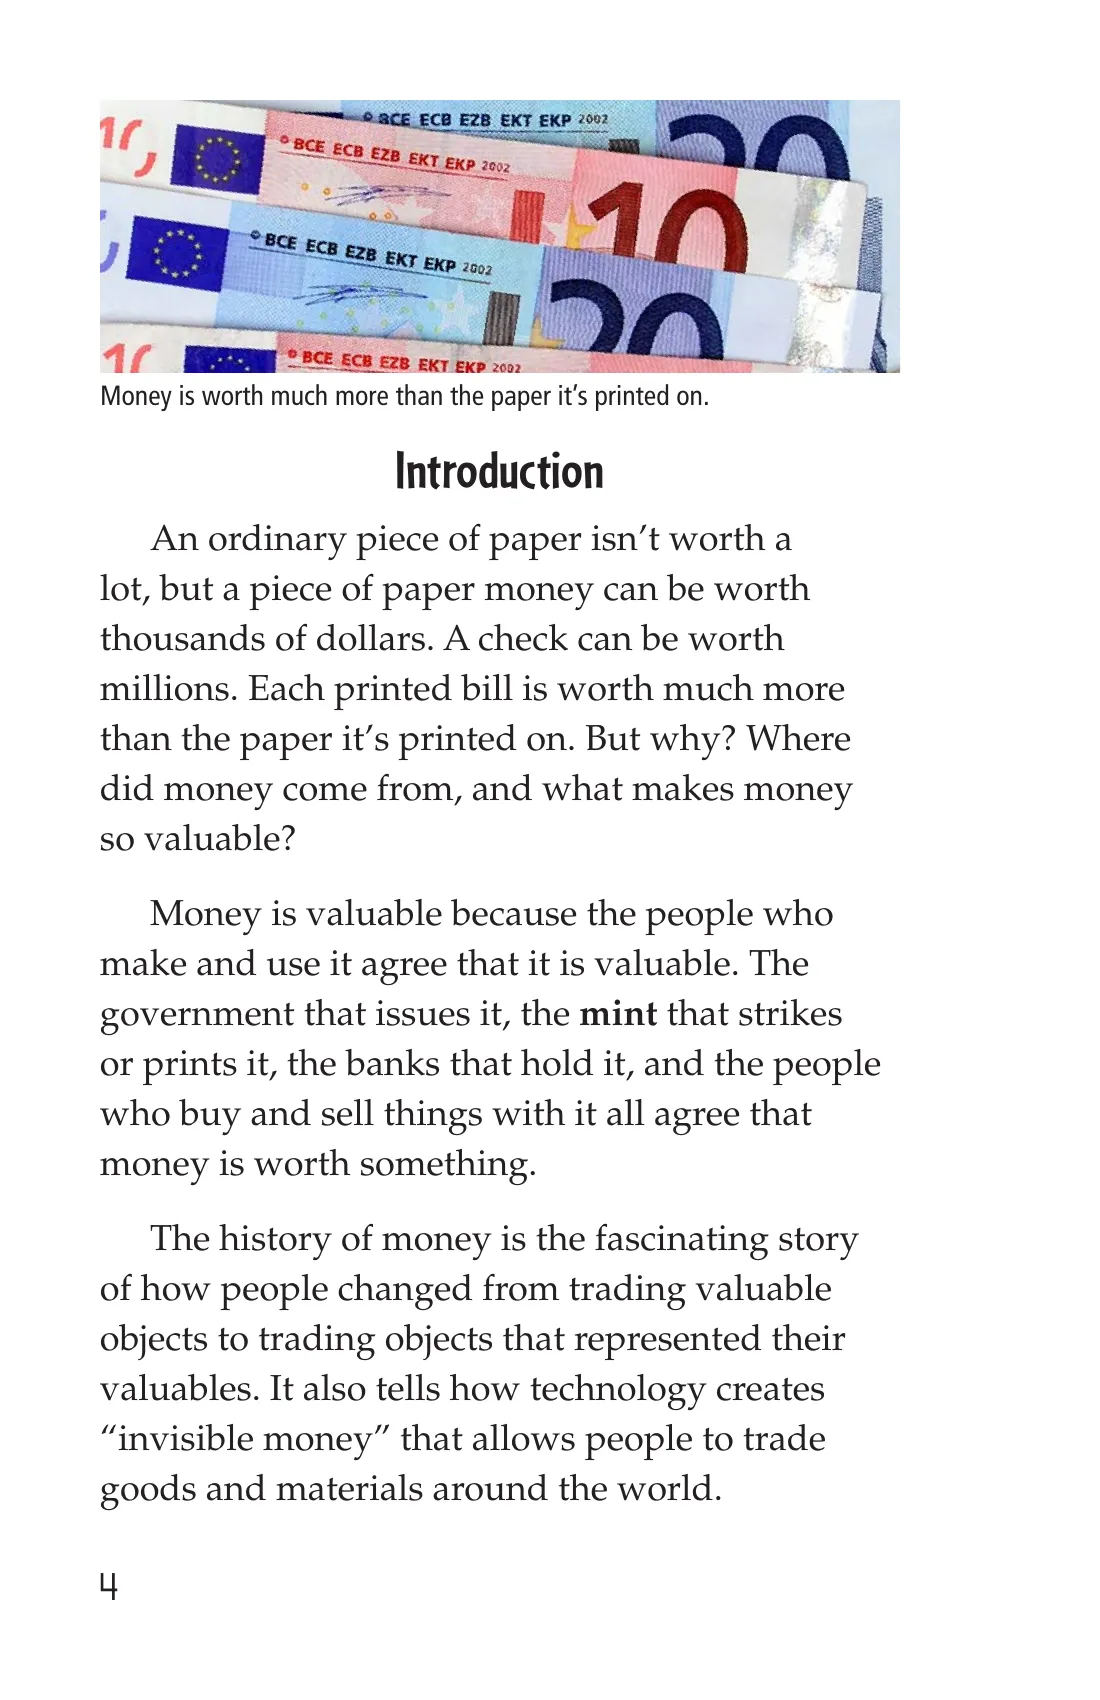 © BCE ECB EZB EKT EKP 2002
20
10
© BCE ECB EZB EKT EKP 2002
10
© BCE ECB EZB EKT EKP 2002
20
10
© BCE ECB EZB EKT EKP 2002
Money is worth much more than the paper it’s printed on.
Introduction
An ordinary piece of paper isn’t worth a
lot, but a piece of paper money can be worth
thousands of dollars. A check can be worth
millions. Each printed bill is worth much more
than the paper it’s printed on. But why? Where
did money come from, and what makes money
so valuable?
Money is valuable because the people who
make and use it agree that it is valuable. The
government that issues it, the mint that strikes
or prints it, the banks that hold it, and the people
who buy and sell things with it all agree that
money is worth something.
The history of money is the fascinating story
of how people changed from trading valuable
objects to trading objects that represented their
valuables. It also tells how technology creates
“invisible money” that allows people to trade
goods and materials around the world.
4